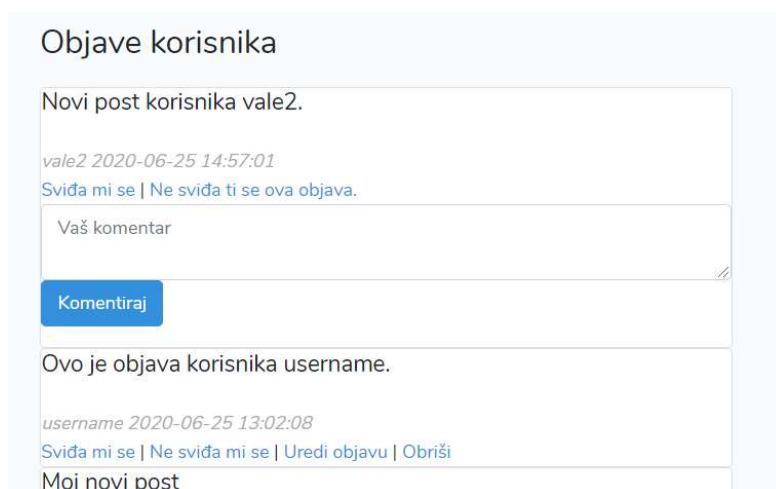 Objave korisnika
Novi post korisnika vale2.
vale2 2020-06-25 14:57:01
Sviđa mi se | Ne sviđa ti se ova objava.
Vaš komentar
Komentiraj
Ovo je objava korisnika username.
username 2020-06-25 13:02:08
Sviđa mi se | Ne sviđa mi se | Uredi objavu | Obriši
Moj novi post